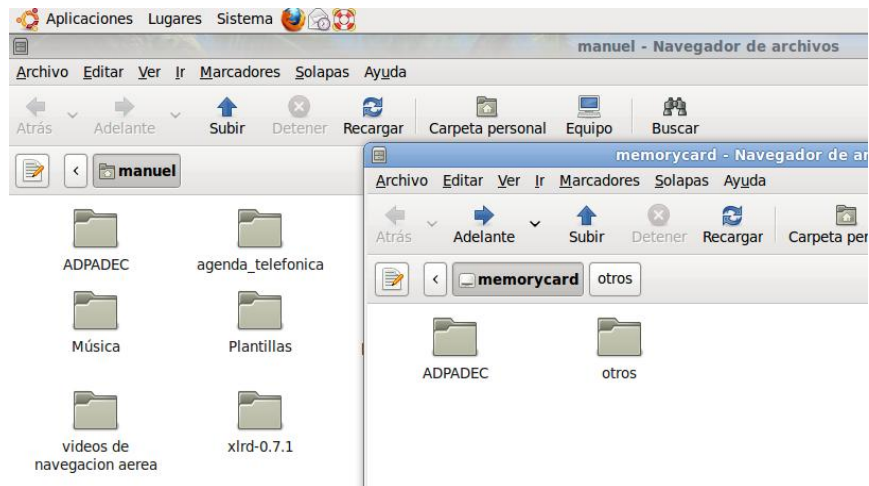 Aplicaciones Lugares Sistema
manuel - Navegador de archivos
Archivo Editar Ver Ir Marcadores Solapas Ayuda
Atrás Adelante Subir Detener Recargar Carpeta personal Equipo Buscar
manuel
ADPADEC agenda_telefonica
Música Plantillas
videos de
navegacion aerea
xlrd-0.7.1
memorycard - Navegador de ar
Archivo Editar Ver Ir Marcadores Solapas Ayuda
Atrás Adelante Subir Detener Recargar Carpeta per
memorycard otros
ADPADEC otros